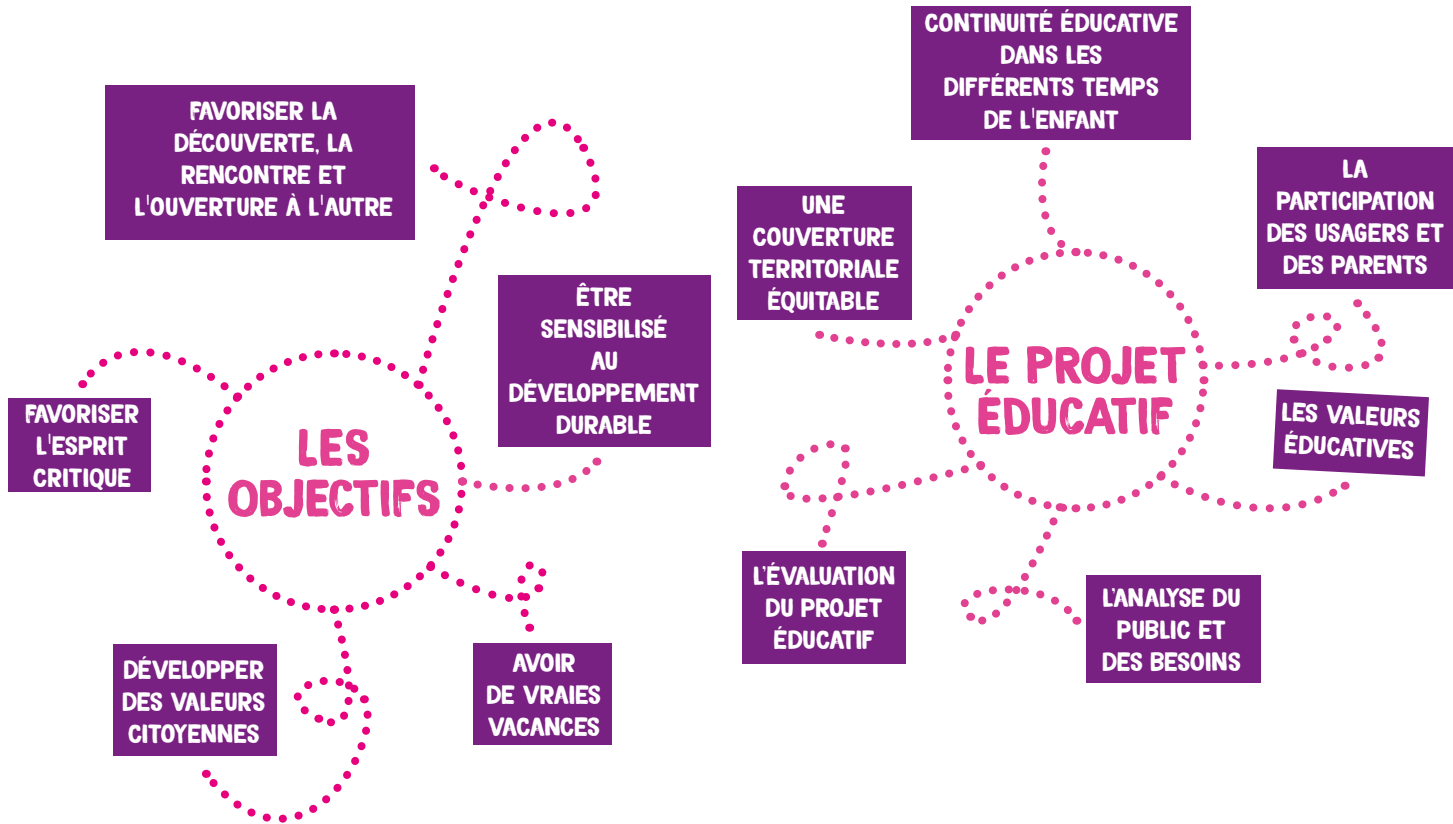 FAVORISER LA
DÉCOUVERTE, LA
RENCONTRE ET
L'OUVERTURE À L'AUTRE
ÊTRE
SENSIBILISÉ
AU
DÉVELOPPEMENT
DURABLE
FAVORISER
L'ESPRIT
CRITIQUE
LES
OBJECTIFS
DÉVELOPPER
DES VALEURS
CITOYENNES
AVOIR
DE VRAIES
VACANCES
CONTINUITÉ ÉDUCATIVE
DANS LES
DIFFÉRENTS TEMPS
DE L'ENFANT
UNE
COUVERTURE
TERRITORIALE
ÉQUITABLE
LA
PARTICIPATION
DES USAGERS ET
DES PARENTS
LE PROJET
ÉDUCATIF
LES VALEURS
ÉDUCATIVES
L'ÉVALUATION
DU PROJET
ÉDUCATIF
L'ANALYSE DU
PUBLIC ET
DES BESOINS